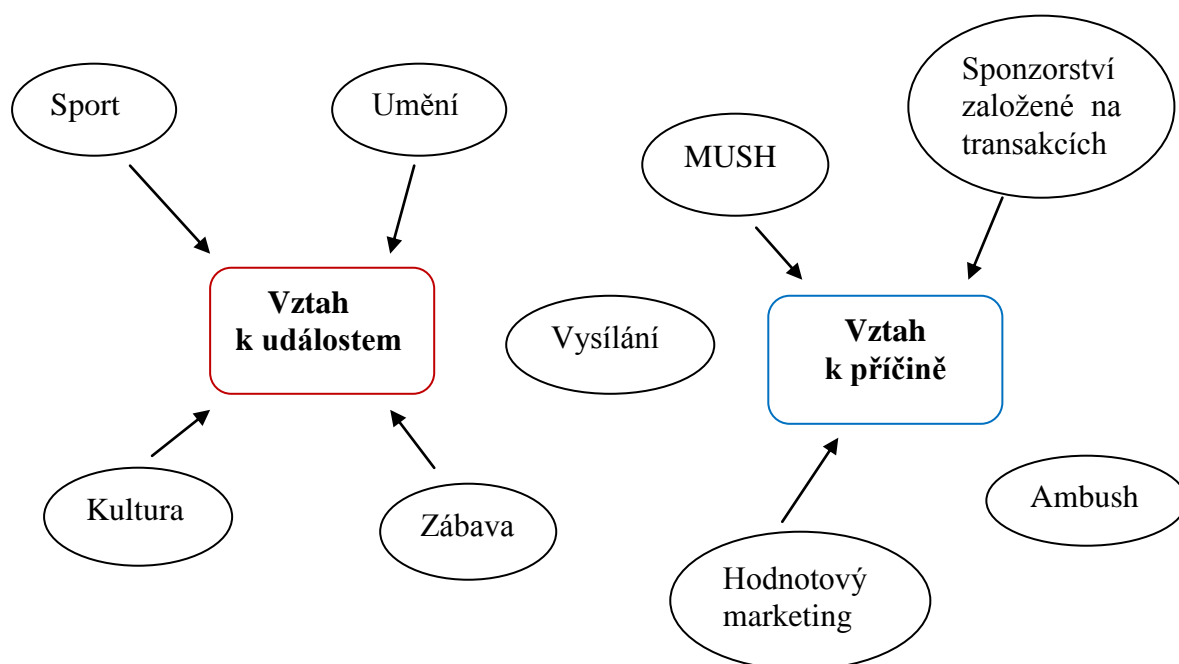 Sport
Umění
Sponzorství
založené na
transakcích
MUSH
Vztah
k událostem
Vysílání
Vztah
k příčině
Kultura
Zábava
Ambush
Hodnotový
marketing